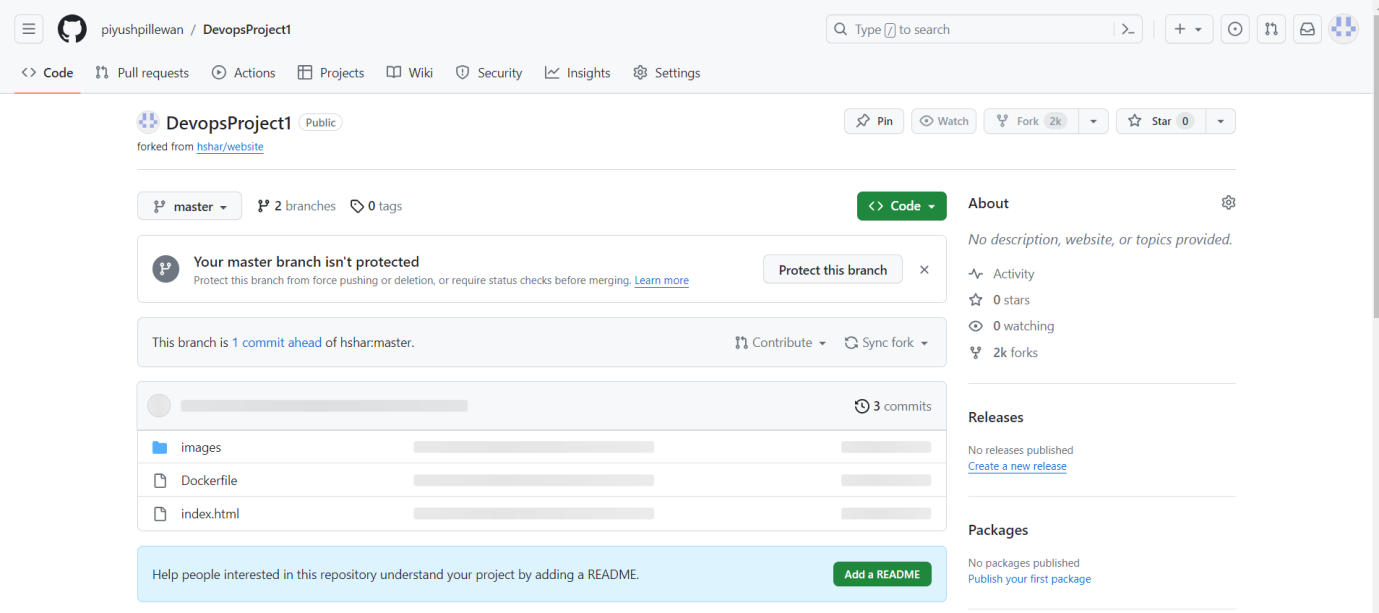 piyushpillewan / DevopsProject1
Type / to search
Code Pull requests Actions Projects Wiki Security Insights Settings
DevopsProject1 Public
Pin Watch Fork 2k Star 0
forked from hshar/website
master 2 branches 0 tags
Code
Your master branch isn't protected
Protect this branch from force pushing or deletion, or require status checks before merging. Learn more
Protect this branch
This branch is 1 commit ahead of hshar:master.
Contribute Sync fork
3 commits
images
Dockerfile
index.html
Help people interested in this repository understand your project by adding a README.
Add a README
About
No description, website, or topics provided.
Activity
0 stars
0 watching
2k forks
Releases
No releases published
Create a new release
Packages
No packages published
Publish your first package